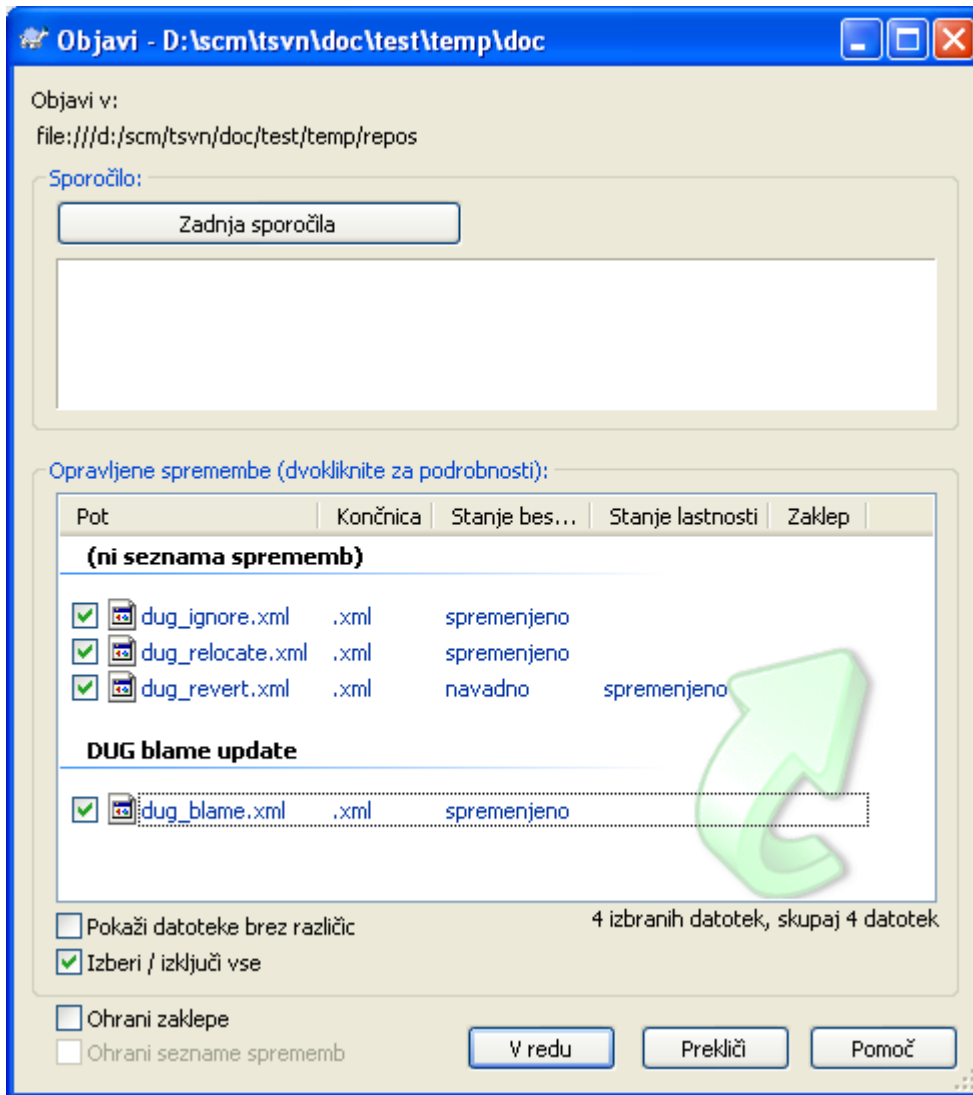 Objavi - D:\scm\tsvn\doc\test\temp\doc
Objavi v:
file:///d:/scm/tsvn/doc/test/temp/repos
Sporočilo:
Zadnja sporočila
Opravljene spremembe (dvokliknite za podrobnosti):
Pot Končnica Stanje bes... Stanje lastnosti Zaklep
(ni seznama sprememb)
dug_ignore.xml .xml spremenjeno
dug_relocate.xml .xml spremenjeno
dug_revert.xml .xml navadno spremenjeno
DUG blame update
dug_blame.xml .xml spremenjeno
Pokaži datoteke brez različic 4 izbranih datotek, skupaj 4 datotek
Izberi / izključi vse
Ohrani zaklepe
Ohrani sezname sprememb
V redu Prekliči Pomoč